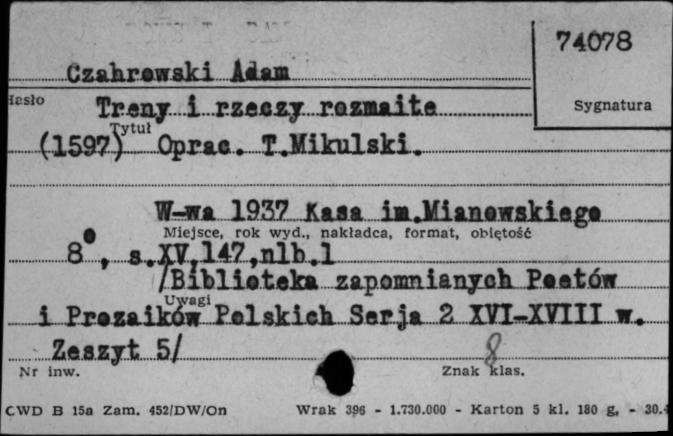 74078
Czahrowski Adam
Hasło Treny i rzeczy rozmaite Sygnatura
Tytuł
(1597) Oprac. T.Mikulski.
W-wa 1937 Kasa im.Mianowskiego
Miejsce, rok wyd., nakładca, format, objętość
8°, s.XV,147,nlb.1
/Biblioteka zapomnianych Poetów
Uwagi
i Prozaików Polskich Serja 2 XVI-XVIII w.
Zeszyt 5/ 8
Nr inw. Znak klas.
CWD B 15a Zam. 452/DW/On Wrak 396 - 1.730.000 - Karton 5 kl. 180 g. - 30.